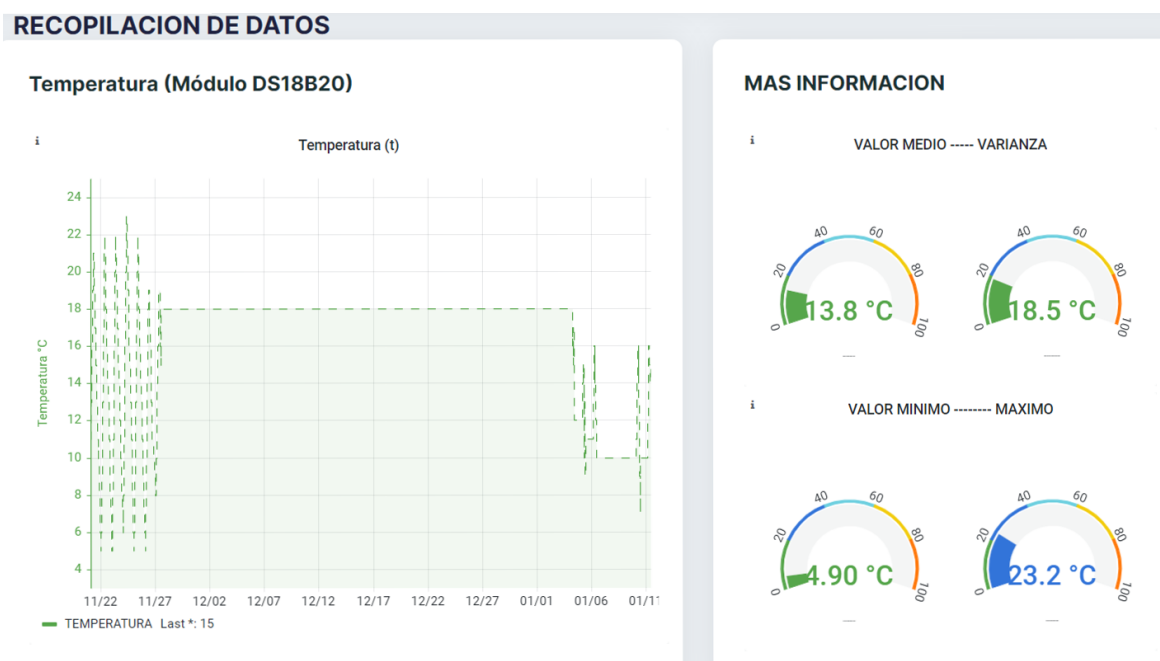 RECOPILACION DE DATOS
Temperatura (Módulo DS18B20)
i
Temperatura (t)
24
22
20
18
16
14
12
10
8
6
4
Temperatura °C
11/22 11/27 12/02 12/07 12/12 12/17 12/22 12/27 01/01 01/06 01/11
TEMPERATURA Last *: 15
MAS INFORMACION
i
VALOR MEDIO ----- VARIANZA
0 20 40 60 80 100
13.8 °C
0 20 40 60 80 100
18.5 °C
i
VALOR MINIMO -------- MAXIMO
0 20 40 60 80 100
4.90 °C
0 20 40 60 80 100
23.2 °C